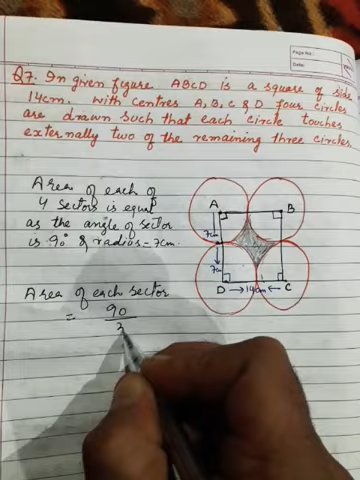 Page No:
Date:
Q7. In given figure ABCD is a square of side
14cm. With centres A, B, C & D four circles
are drawn such that each circle touches
externally two of the remaining three circles.
Area of each of
4 sectors is equal
as the angle of sector
is 90° & radius = 7cm.
A
B
7cm
7cm
D → 14cm ← C
Area of each sector
= 90
3